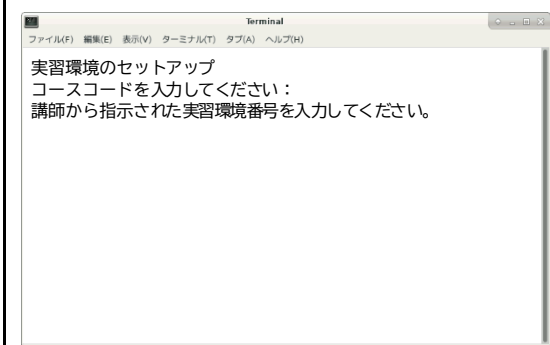 Terminal
ファイル(F) 編集(E) 表示(V) ターミナル(T) タブ(A) ヘルプ(H)
実習環境のセットアップ
コースコードを入力してください：
講師から指示された実習環境番号を入力してください。